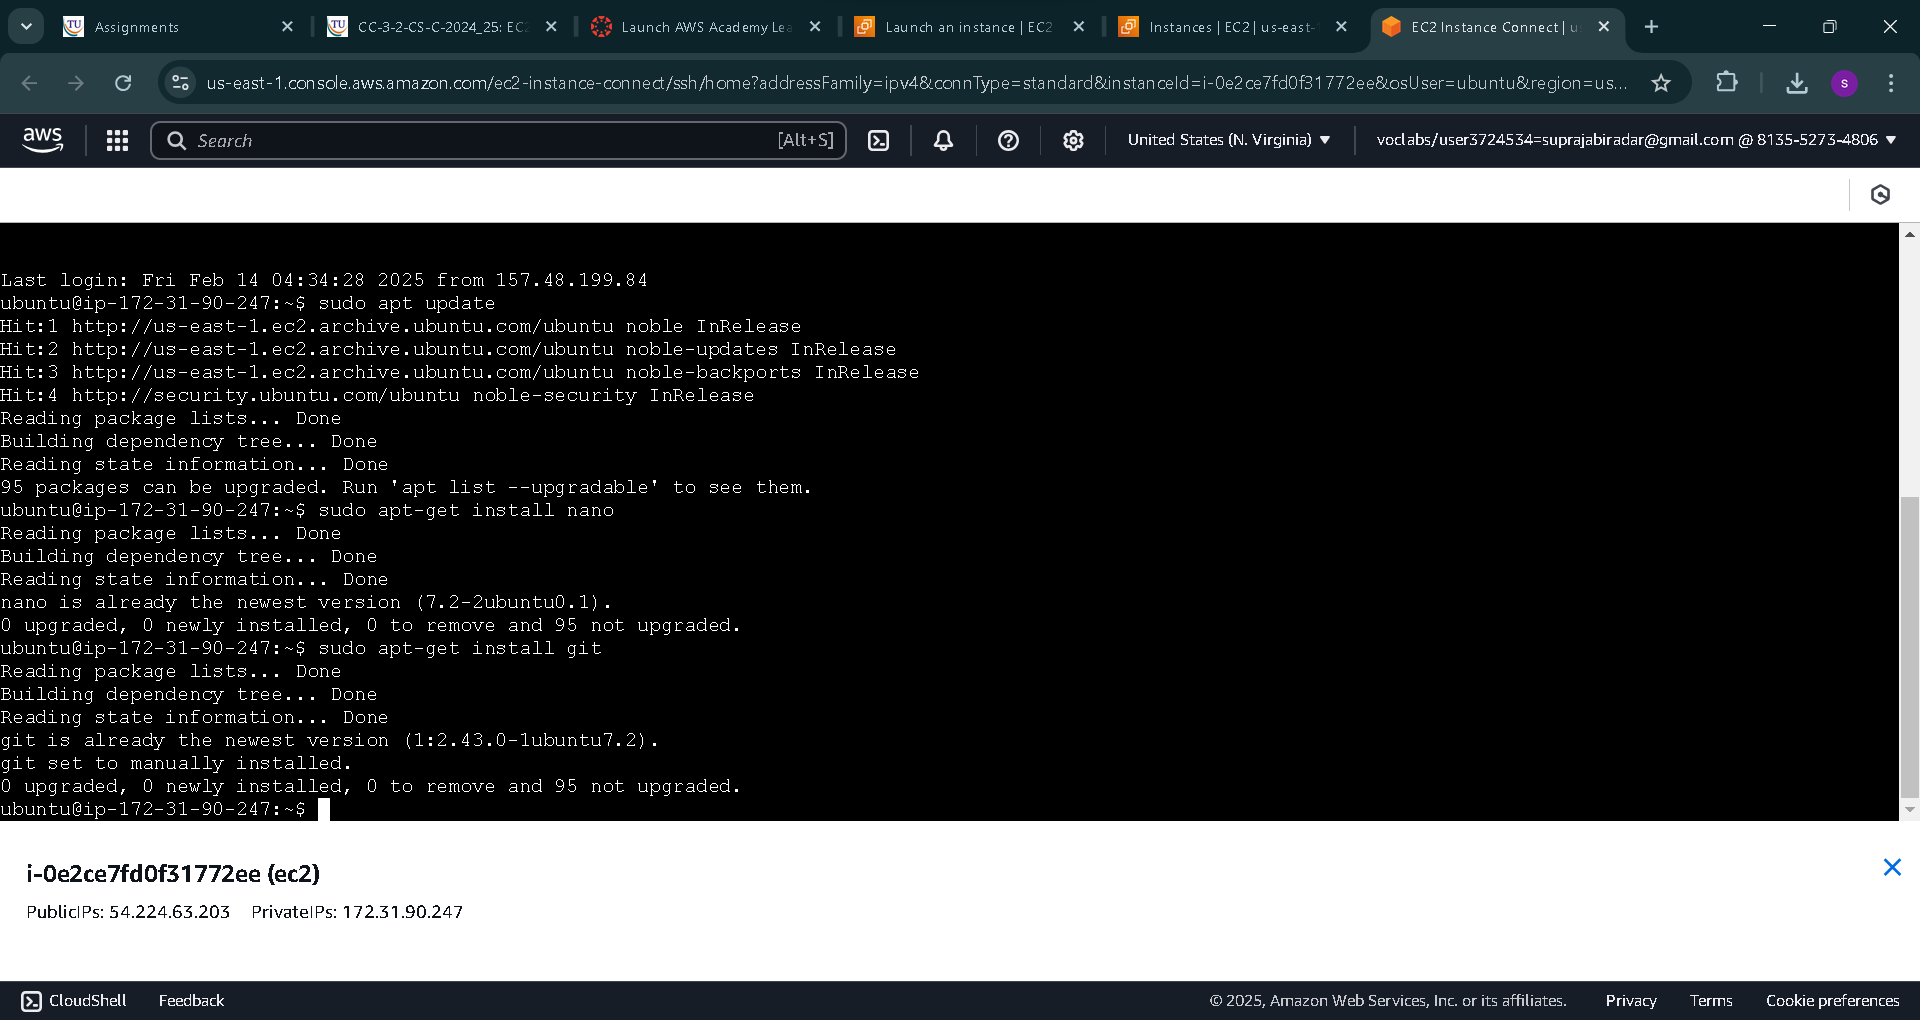 Assignments
CC-3-2-CS-C-2024_25: EC2
Launch AWS Academy Lea
Launch an instance | EC2
Instances | EC2 | us-east-1
EC2 Instance Connect | u
us-east-1.console.aws.amazon.com/ec2-instance-connect/ssh/home?addressFamily=ipv4&connType=standard&instanceId=i-0e2ce7fd0f31772ee&osUser=ubuntu&region=us...
s
aws
Search
[Alt+S]
United States (N. Virginia)
voclabs/user3724534=suprajabiradar@gmail.com @ 8135-5273-4806
Last login: Fri Feb 14 04:34:28 2025 from 157.48.199.84
ubuntu@ip-172-31-90-247:~$ sudo apt update
Hit:1 http://us-east-1.ec2.archive.ubuntu.com/ubuntu noble InRelease
Hit:2 http://us-east-1.ec2.archive.ubuntu.com/ubuntu noble-updates InRelease
Hit:3 http://us-east-1.ec2.archive.ubuntu.com/ubuntu noble-backports InRelease
Hit:4 http://security.ubuntu.com/ubuntu noble-security InRelease
Reading package lists... Done
Building dependency tree... Done
Reading state information... Done
95 packages can be upgraded. Run 'apt list --upgradable' to see them.
ubuntu@ip-172-31-90-247:~$ sudo apt-get install nano
Reading package lists... Done
Building dependency tree... Done
Reading state information... Done
nano is already the newest version (7.2-2ubuntu0.1).
0 upgraded, 0 newly installed, 0 to remove and 95 not upgraded.
ubuntu@ip-172-31-90-247:~$ sudo apt-get install git
Reading package lists... Done
Building dependency tree... Done
Reading state information... Done
git is already the newest version (1:2.43.0-1ubuntu7.2).
git set to manually installed.
0 upgraded, 0 newly installed, 0 to remove and 95 not upgraded.
ubuntu@ip-172-31-90-247:~$
i-0e2ce7fd0f31772ee (ec2)
PublicIPs: 54.224.63.203 PrivateIPs: 172.31.90.247
CloudShell Feedback © 2025, Amazon Web Services, Inc. or its affiliates. Privacy Terms Cookie preferences